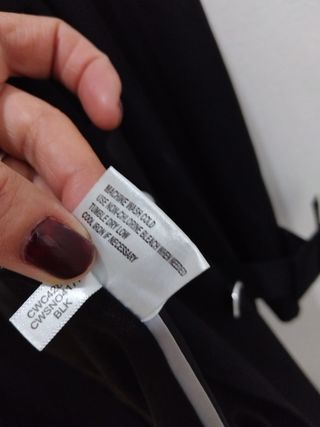 MACHINE WASH COLD
USE NON-CHLORINE BLEACH WHEN NEEDED
TUMBLE DRY LOW
COOL IRON IF NECESSARY
BLK